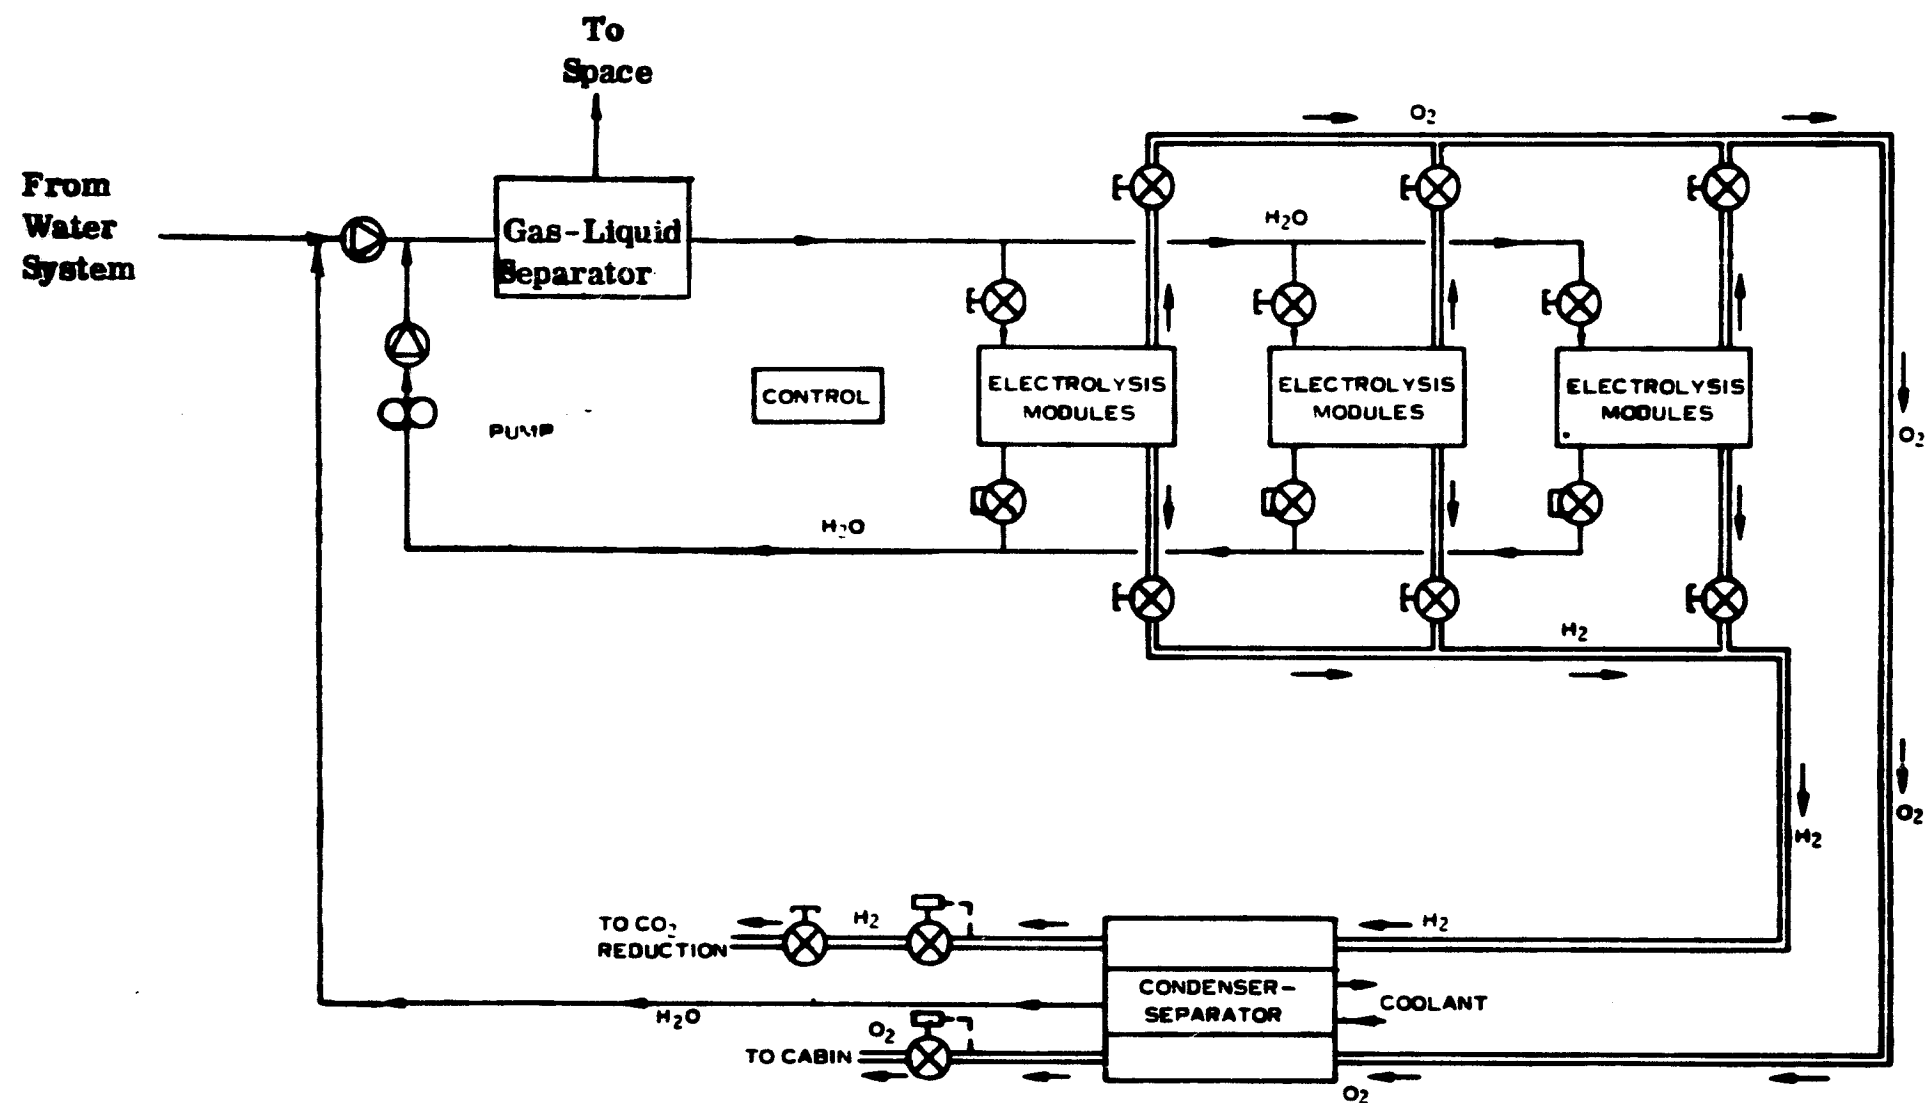 To
Space
O₂
From
Water
System
Gas-Liquid
Separator
H₂O
CONTROL
ELECTROLYSIS
MODULES
ELECTROLYSIS
MODULES
ELECTROLYSIS
MODULES
PUMP
O₂
H₂O
H₂
O₂
H₂
TO CO₂
REDUCTION
H₂
H₂
CONDENSER-
SEPARATOR
COOLANT
H₂O
O₂
TO CABIN
O₂